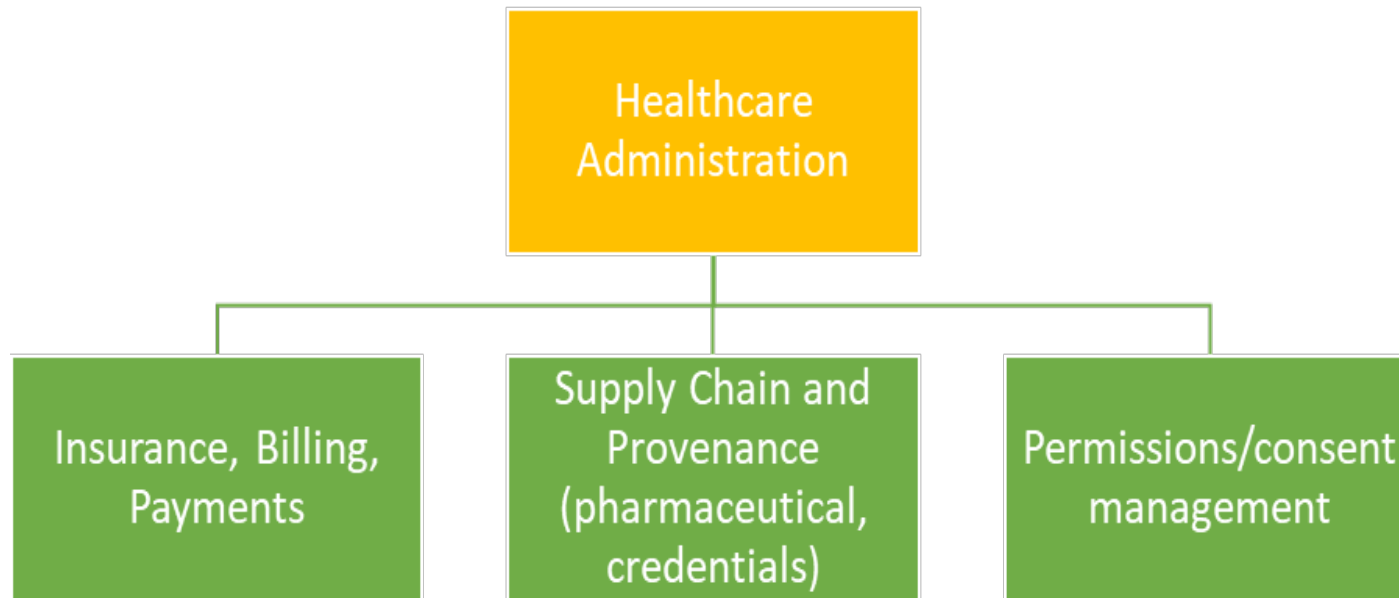 Healthcare
Administration
Insurance, Billing,
Payments
Supply Chain and
Provenance
(pharmaceutical,
credentials)
Permissions/consent
management